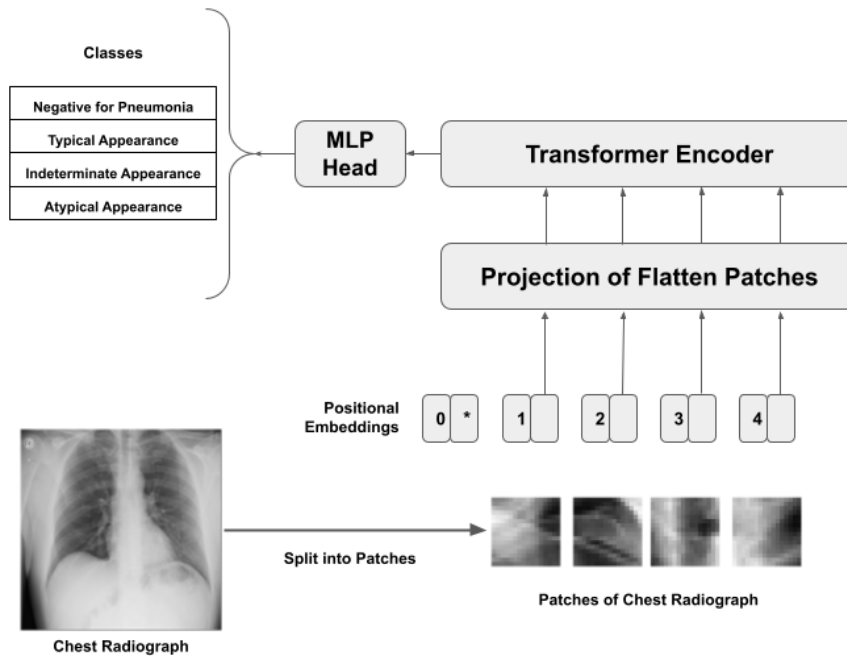 Classes
Negative for Pneumonia
Typical Appearance
Indeterminate Appearance
Atypical Appearance
MLP
Head
Transformer Encoder
Projection of Flatten Patches
Positional
Embeddings
0 * 1 2 3 4
Split into Patches
Patches of Chest Radiograph
Chest Radiograph